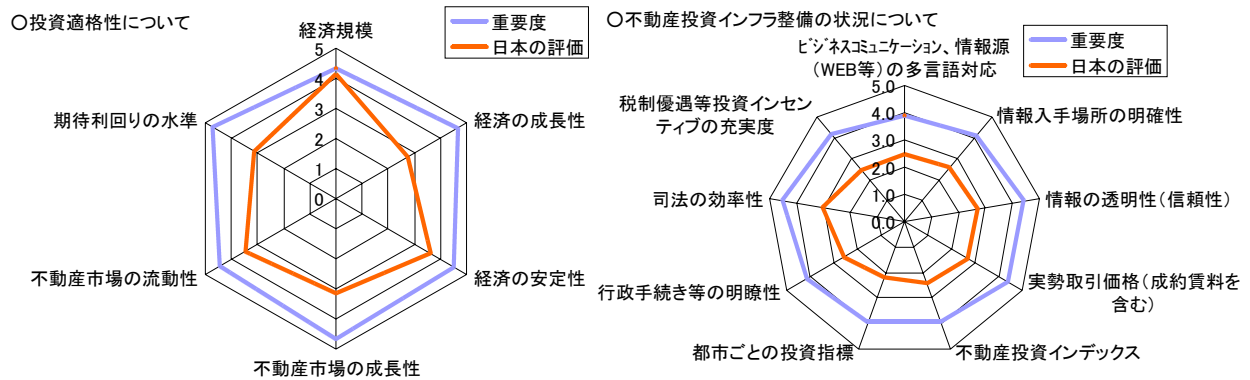 ○投資適格性について
重要度
日本の評価
経済規模
経済の成長性
経済の安定性
不動産市場の成長性
不動産市場の流動性
期待利回りの水準
5
4
3
2
1
0
○不動産投資インフラ整備の状況について
重要度
日本の評価
ﾋﾞｼﾞﾈｽｺﾐｭﾆｹｰｼｮﾝ、情報源
（WEB等）の多言語対応
情報入手場所の明確性
情報の透明性（信頼性）
実勢取引価格（成約賃料を
含む）
不動産投資インデックス
都市ごとの投資指標
行政手続き等の明瞭性
司法の効率性
税制優遇等投資インセン
ティブの充実度
5.0
4.0
3.0
2.0
1.0
0.0